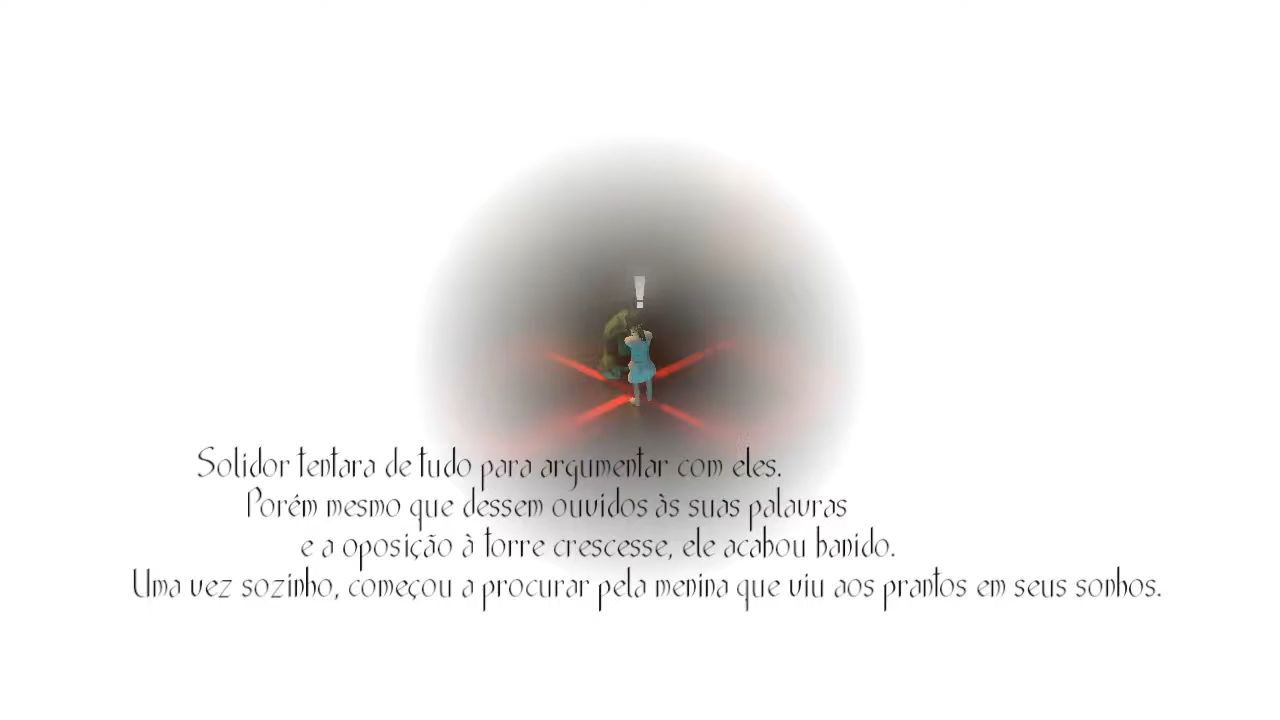 !
Solidor tentara de tudo para argumentar com eles.
Porém mesmo que dessem ouvidos às suas palavras
e a oposição à torre crescesse, ele acabou banido.
Uma vez sozinho, começou a procurar pela menina que viu aos prantos em seus sonhos.